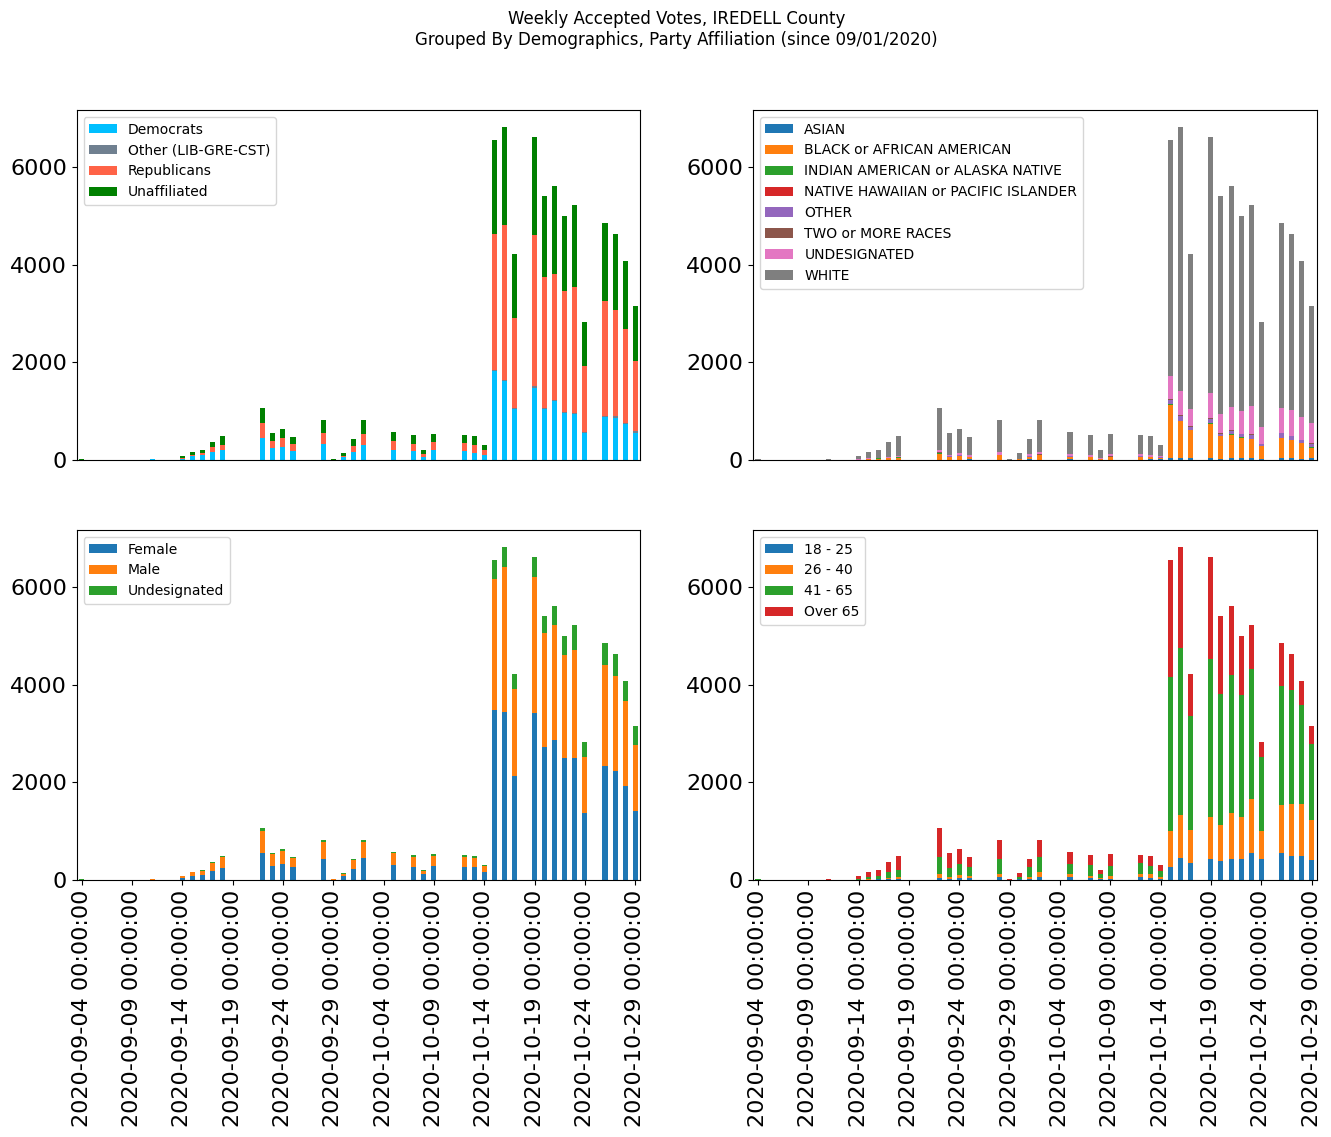 Weekly Accepted Votes, IREDELL County
Grouped By Demographics, Party Affiliation (since 09/01/2020)
Democrats
Other (LIB-GRE-CST)
Republicans
Unaffiliated
6000
4000
2000
0
ASIAN
BLACK or AFRICAN AMERICAN
INDIAN AMERICAN or ALASKA NATIVE
NATIVE HAWAIIAN or PACIFIC ISLANDER
OTHER
TWO or MORE RACES
UNDESIGNATED
WHITE
6000
4000
2000
0
Female
Male
Undesignated
6000
4000
2000
0
2020-09-04 00:00:00
2020-09-09 00:00:00
2020-09-14 00:00:00
2020-09-19 00:00:00
2020-09-24 00:00:00
2020-09-29 00:00:00
2020-10-04 00:00:00
2020-10-09 00:00:00
2020-10-14 00:00:00
2020-10-19 00:00:00
2020-10-24 00:00:00
2020-10-29 00:00:00
18 - 25
26 - 40
41 - 65
Over 65
6000
4000
2000
0
2020-09-04 00:00:00
2020-09-09 00:00:00
2020-09-14 00:00:00
2020-09-19 00:00:00
2020-09-24 00:00:00
2020-09-29 00:00:00
2020-10-04 00:00:00
2020-10-09 00:00:00
2020-10-14 00:00:00
2020-10-19 00:00:00
2020-10-24 00:00:00
2020-10-29 00:00:00